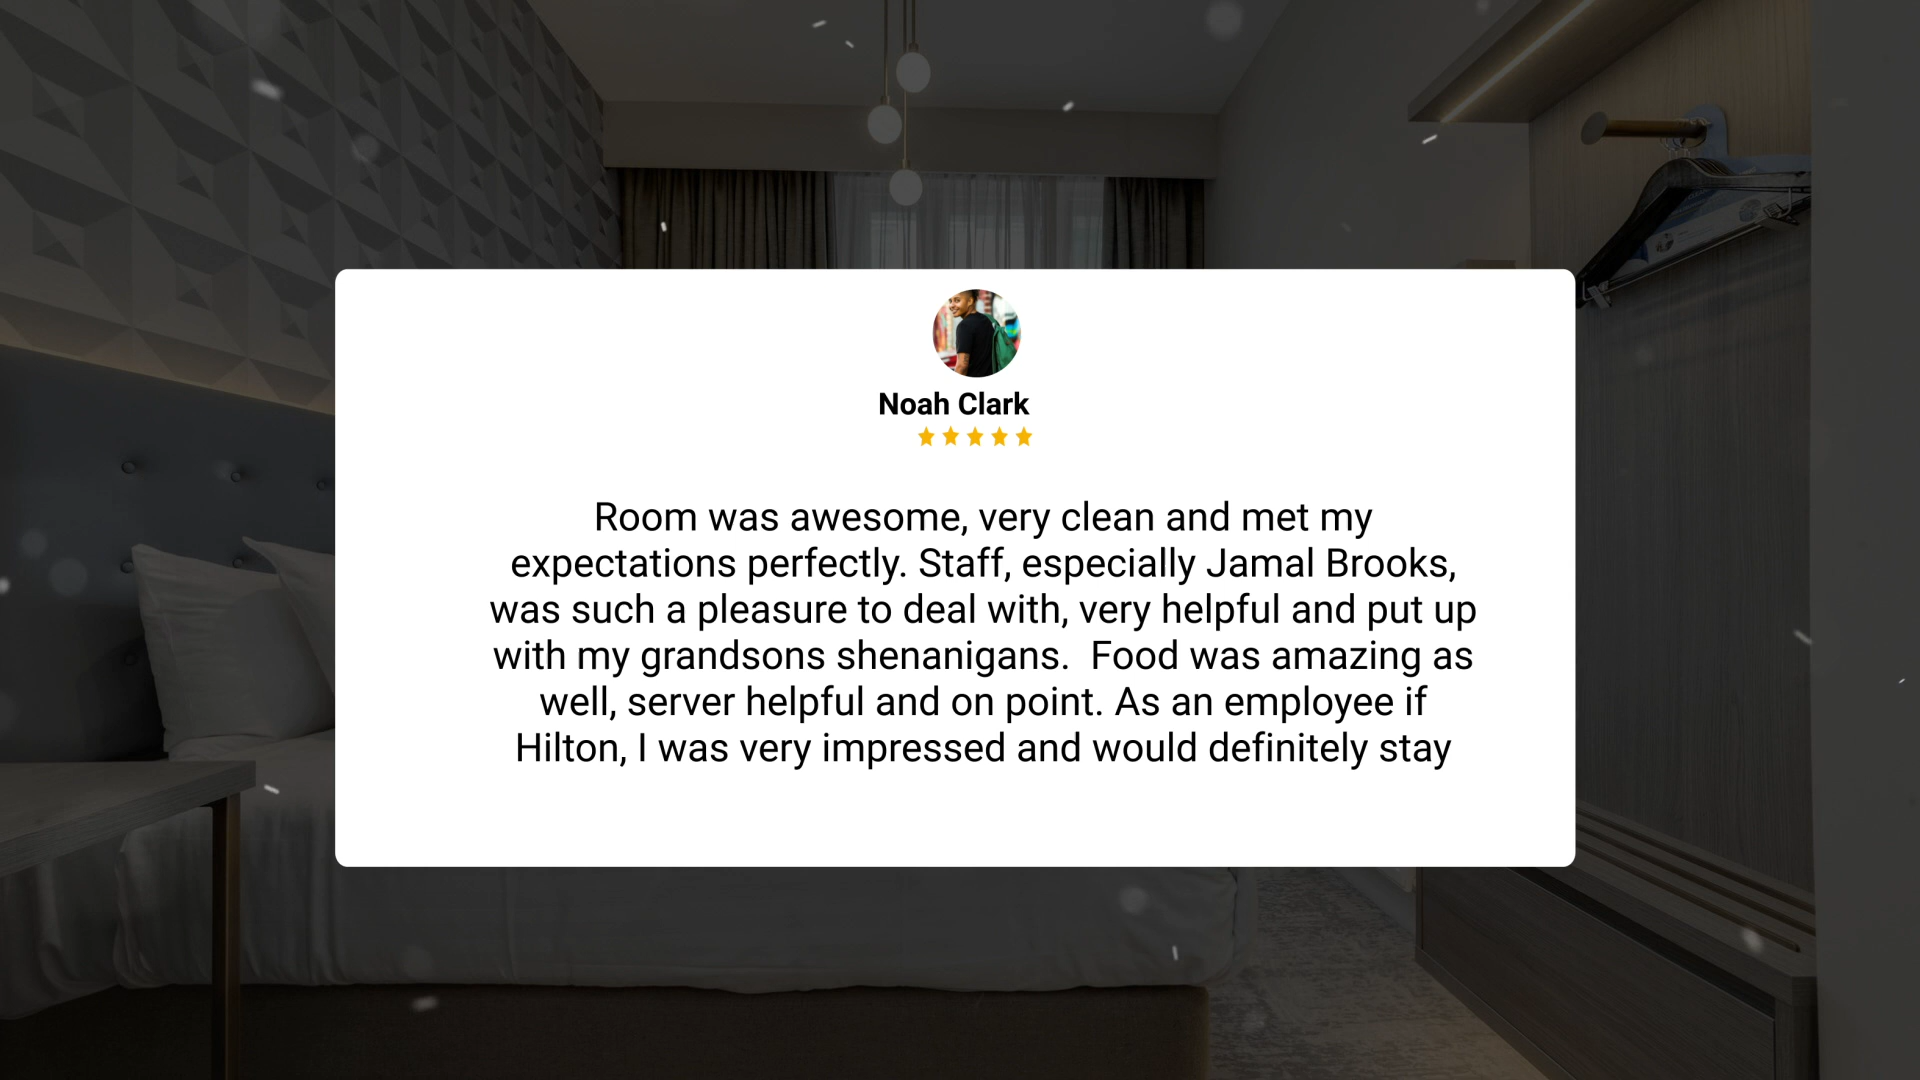 Noah Clark
Room was awesome, very clean and met my
expectations perfectly. Staff, especially Jamal Brooks,
was such a pleasure to deal with, very helpful and put up
with my grandsons shenanigans.  Food was amazing as
well, server helpful and on point. As an employee if
Hilton, I was very impressed and would definitely stay